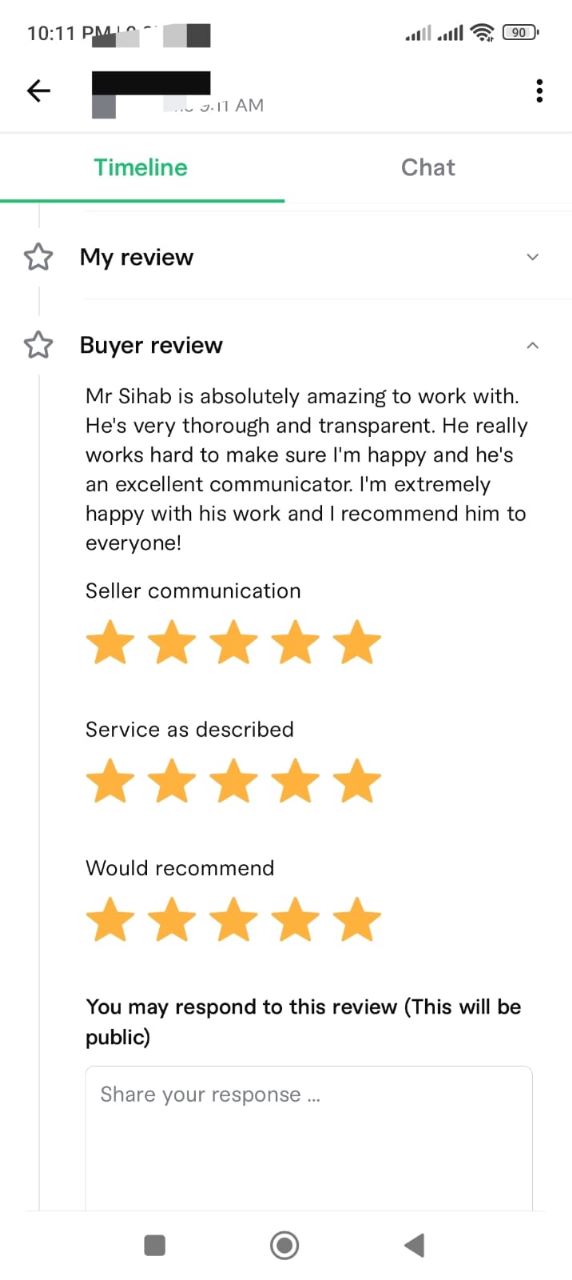 10:11 PM
90
9:11 AM
Timeline
Chat
My review
Buyer review
Mr Sihab is absolutely amazing to work with.
He's very thorough and transparent. He really
works hard to make sure I'm happy and he's
an excellent communicator. I'm extremely
happy with his work and I recommend him to
everyone!
Seller communication
Service as described
Would recommend
You may respond to this review (This will be
public)
Share your response ...